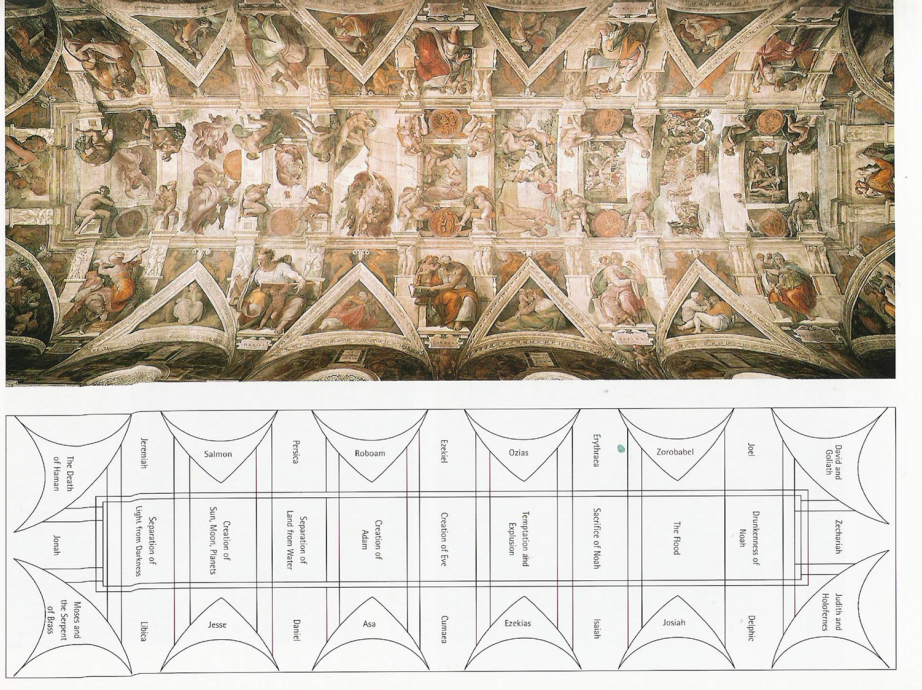 The Death
of Haman
Jeremiah
Salmon
Persica
Roboam
Ezekiel
Ozias
Erythraea
Zorobabel
Joel
David and
Goliath
Jonah
Separation of
Light from Darkness
Creation of
Sun, Moon, Planets
Separation of
Land from Water
Creation of
Adam
Creation of Eve
Temptation and
Explusion
Sacrifice of Noah
The Flood
Drunkenness of
Noah
Zechariah
Moses and
the Serpent
of Brass
Libica
Jesse
Daniel
Asa
Cumaea
Ezekias
Isaiah
Josiah
Delphic
Judith and
Holofernes